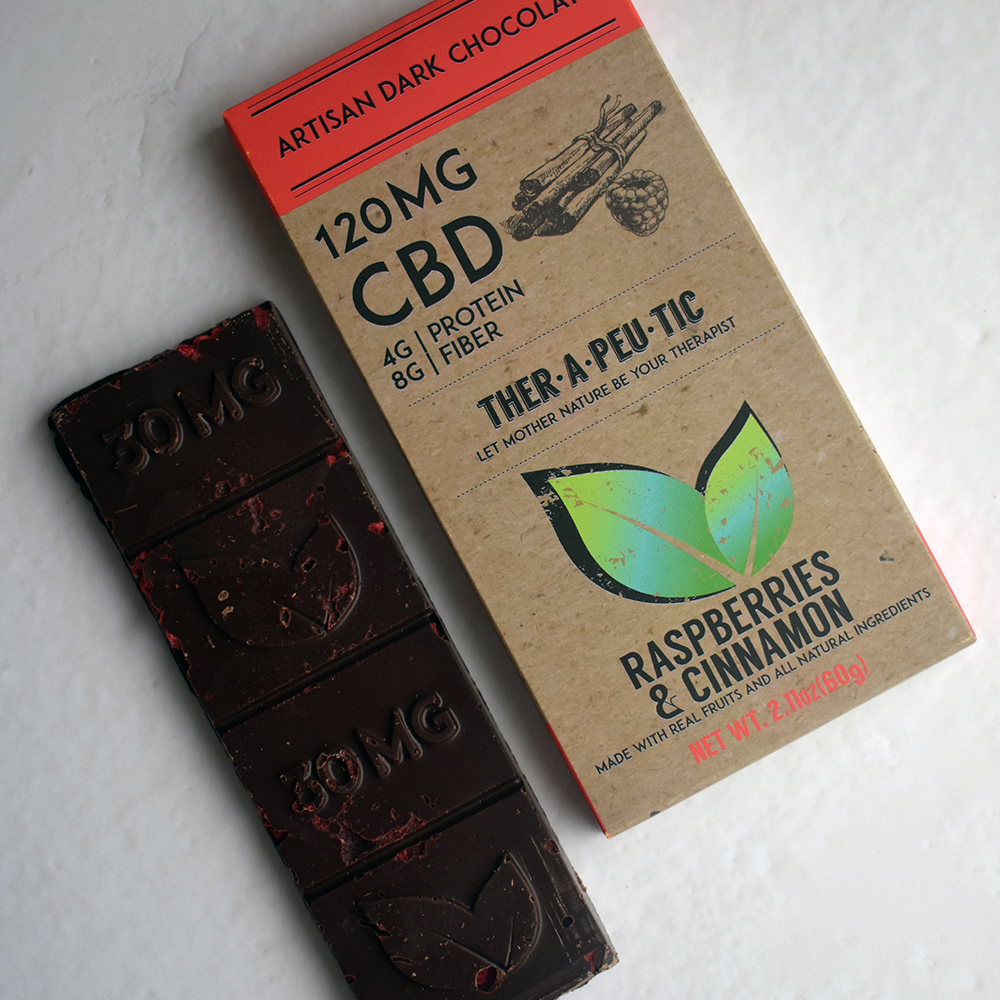 ARTISAN DARK CHOCOLAT
120MG
CBD
4G | PROTEIN
8G | FIBER
THER·A·PEU·TIC
LET MOTHER NATURE BE YOUR THERAPIST
RASPBERRIES
& CINNAMON
MADE WITH REAL FRUITS AND ALL NATURAL INGREDIENTS
NET WT. 2.11oz(60g)
30MG
30MG